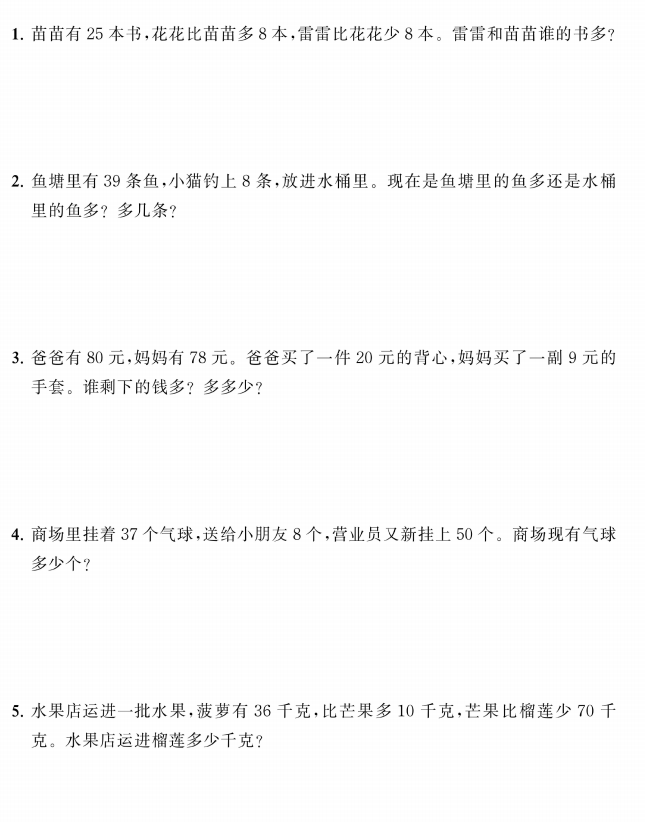 1. 苗苗有 25 本书,花花比苗苗多 8 本,雷雷比花花少 8 本。雷雷和苗苗谁的书多?
2. 鱼塘里有 39 条鱼,小猫钓上 8 条,放进水桶里。现在是鱼塘里的鱼多还是水桶
里的鱼多? 多几条?
3. 爸爸有 80 元,妈妈有 78 元。爸爸买了一件 20 元的背心,妈妈买了一副 9 元的
手套。谁剩下的钱多? 多多少?
4. 商场里挂着 37 个气球,送给小朋友 8 个,营业员又新挂上 50 个。商场现有气球
多少个?
5. 水果店运进一批水果,菠萝有 36 千克,比芒果多 10 千克,芒果比榴莲少 70 千
克。水果店运进榴莲多少千克?